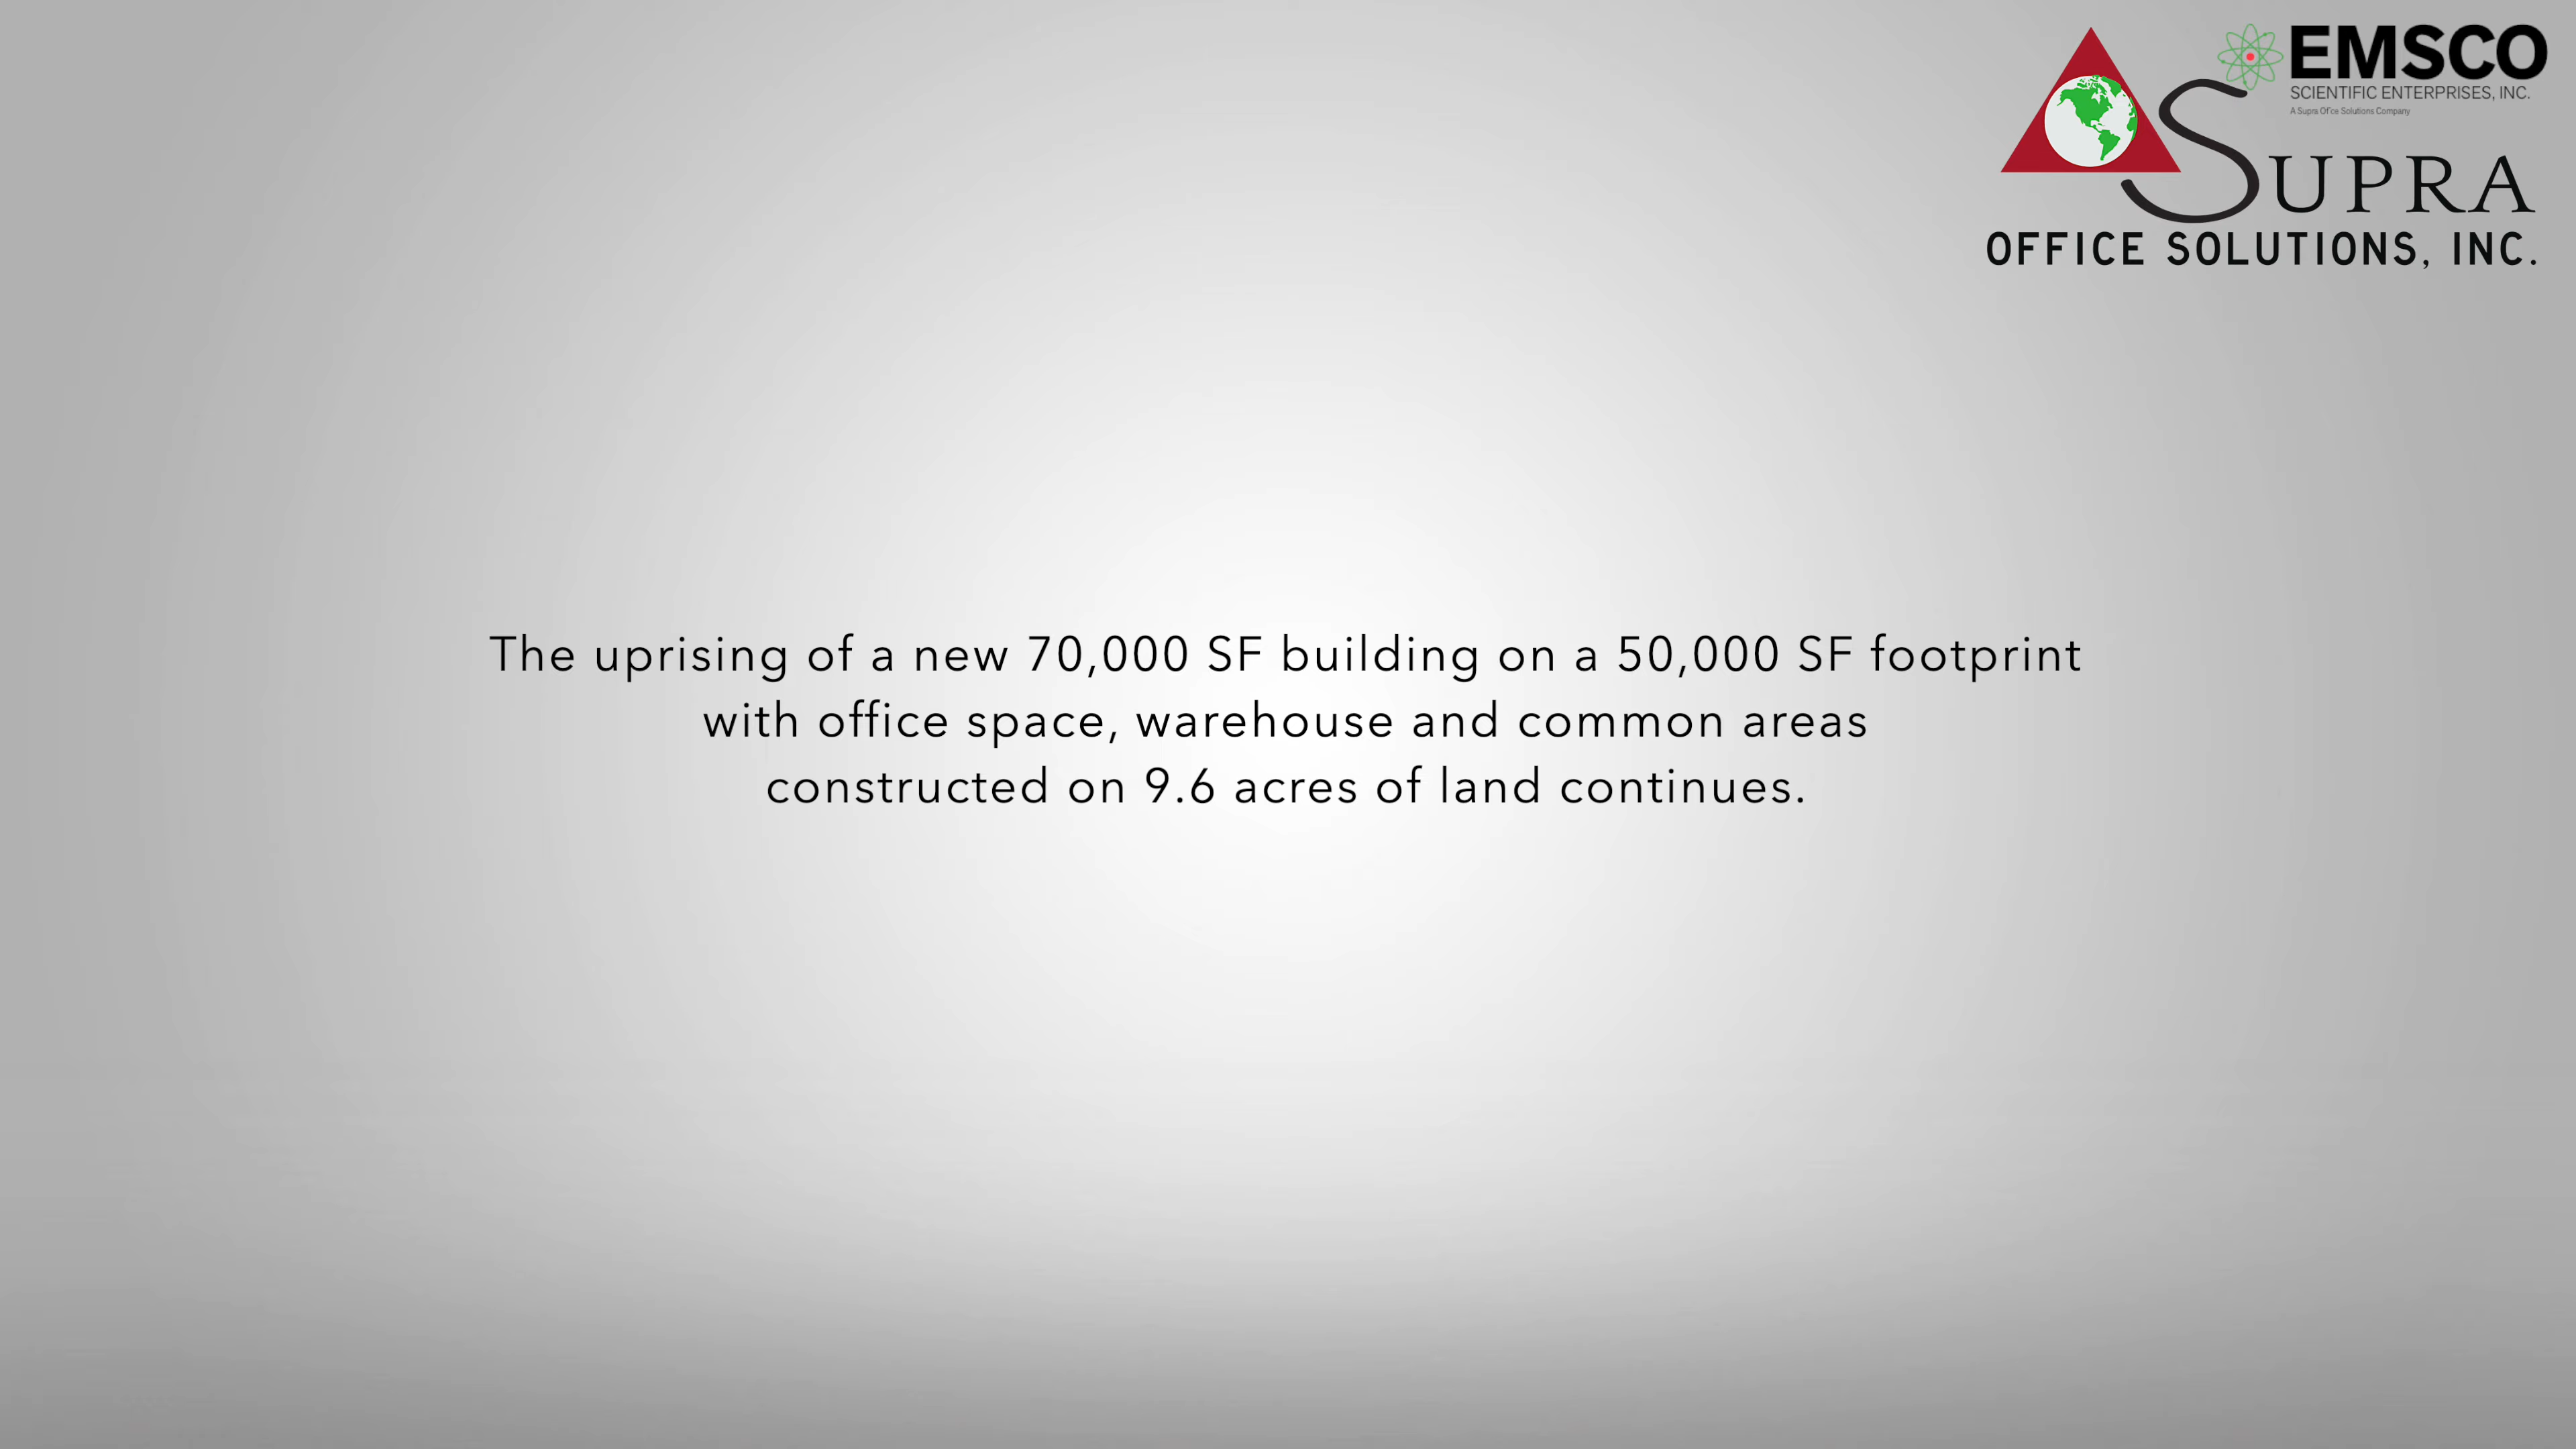 EMSCO
SCIENTIFIC ENTERPRISES, INC.
A Supra Of'ce Solutions Company
SUPRA
OFFICE SOLUTIONS, INC.
The uprising of a new 70,000 SF building on a 50,000 SF footprint
with office space, warehouse and common areas
constructed on 9.6 acres of land continues.